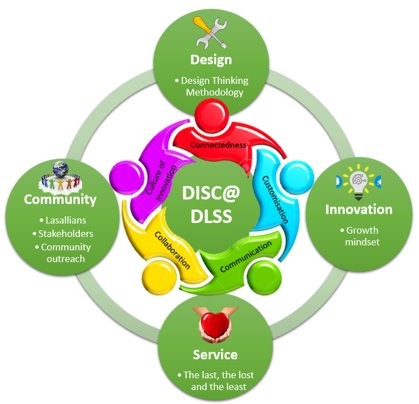 Design
• Design Thinking
Methodology
Connectedness
Culture of
Innovation
Customisation
DISC@
DLSS
Collaboration
Communication
Community
• Lasallians
• Stakeholders
• Community
outreach
Innovation
• Growth
mindset
Service
• The last, the lost
and the least